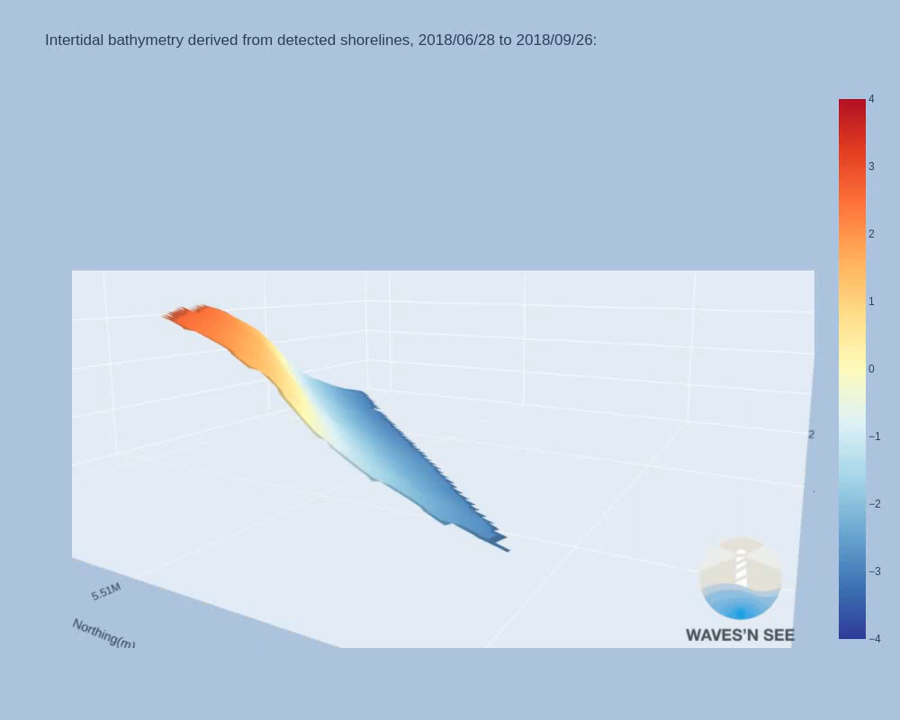 Intertidal bathymetry derived from detected shorelines, 2018/06/28 to 2018/09/26:
4
3
2
1
0
−1
−2
−3
−4
2
5.51M
Northing(m)
WAVES'N SEE